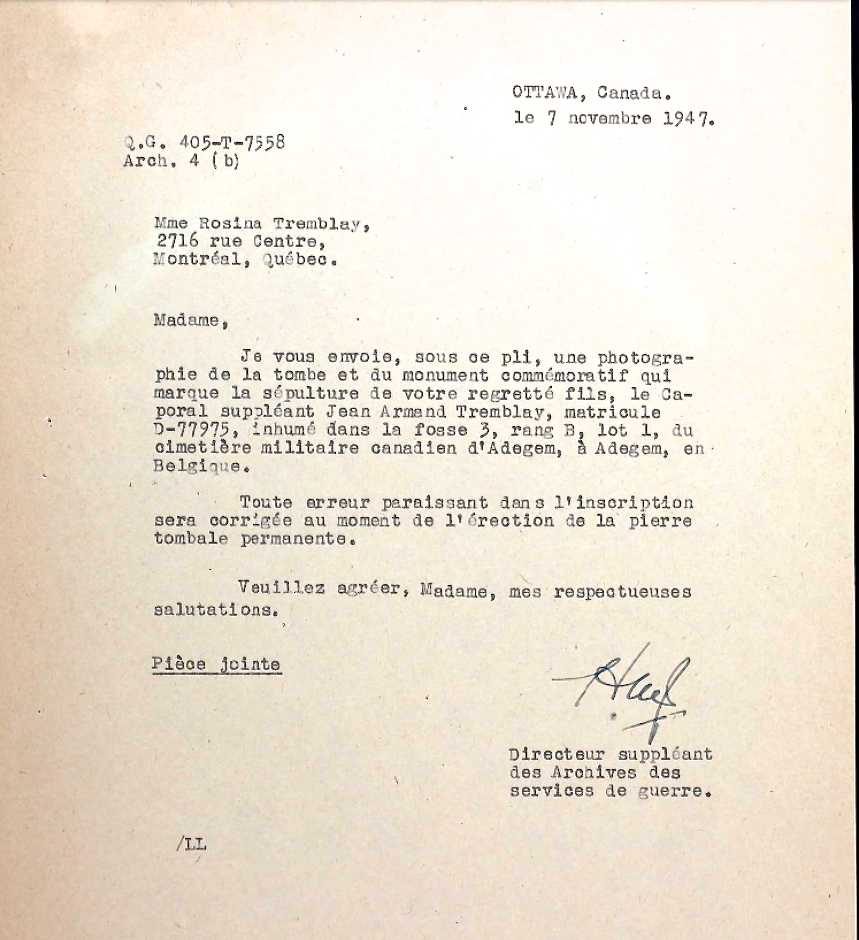 OTTAWA, Canada.
le 7 novembre 1947.
Q.G. 405-T-7558
Arch. 4 (b)
Mme Rosina Tremblay,
2716 rue Centre,
Montréal, Québec.
Madame,
Je vous envoie, sous ce pli, une photogra-
phie de la tombe et du monument commémoratif qui
marque la sépulture de votre regretté fils, le Ca-
poral suppléant Jean Armand Tremblay, matricule
D-77975, inhumé dans la fosse 3, rang B, lot 1, du
cimetière militaire canadien d'Adegem, à Adegem, en
Belgique.
Toute erreur paraissant dans l'inscription
sera corrigée au moment de l'érection de la pierre
tombale permanente.
Veuillez agréer, Madame, mes respectueuses
salutations.
Pièce jointe
Directeur suppléant
des Archives des
services de guerre.
/LL